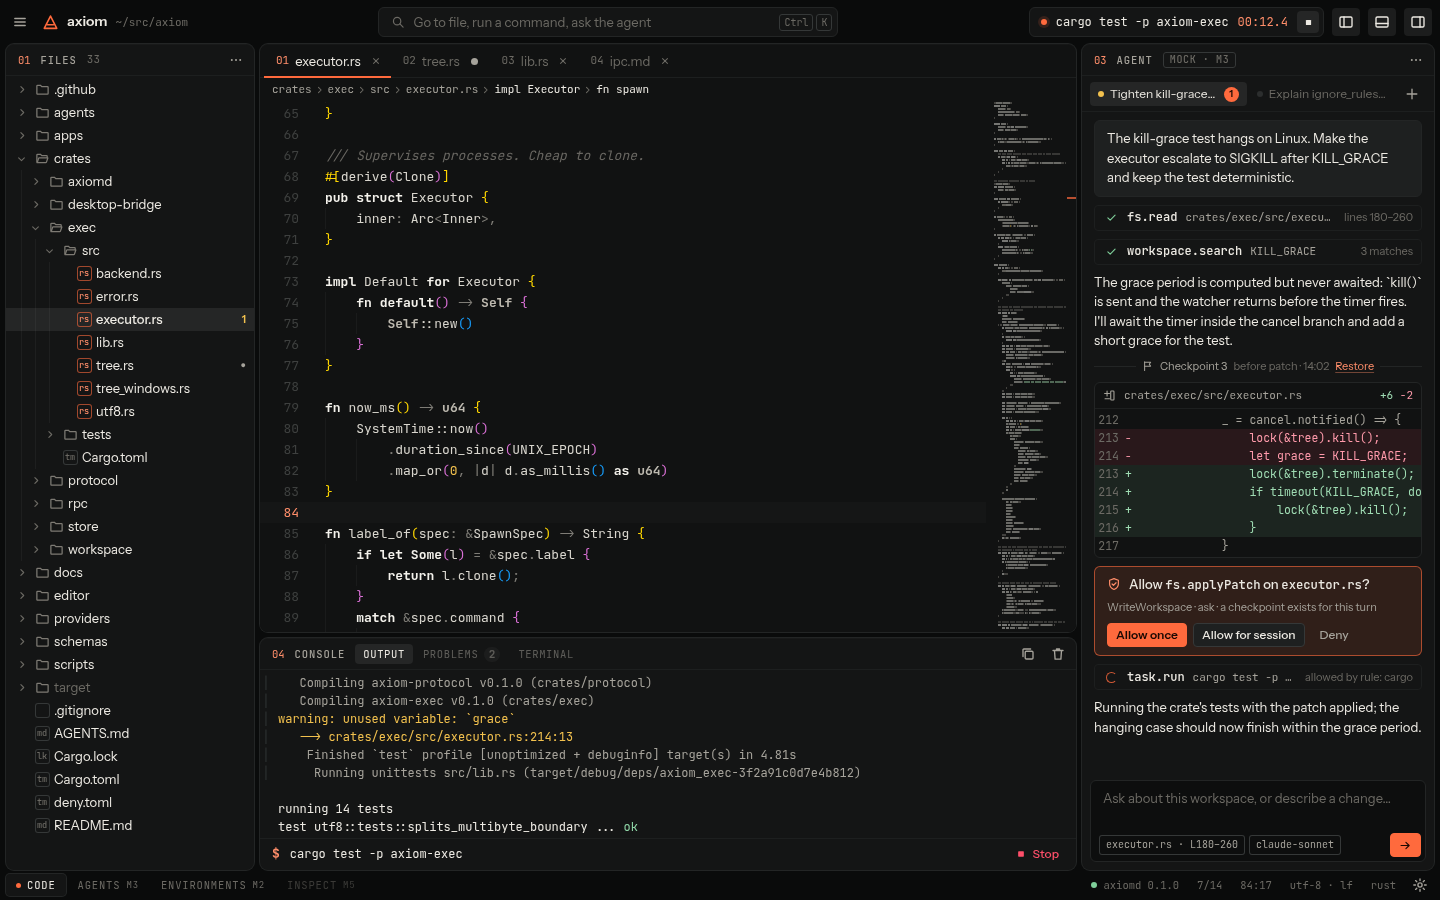 axiom ~/src/axiom
Go to file, run a command, ask the agent Ctrl K
cargo test -p axiom-exec 00:12.4
01 FILES 33
.github
agents
apps
crates
axiomd
desktop-bridge
exec
src
rs backend.rs
rs error.rs
rs executor.rs 1
rs lib.rs
rs tree.rs
rs tree_windows.rs
rs utf8.rs
tests
tm Cargo.toml
protocol
rpc
store
workspace
docs
editor
providers
schemas
scripts
target
.gitignore
md AGENTS.md
lk Cargo.lock
tm Cargo.toml
tm deny.toml
md README.md
01 executor.rs × 02 tree.rs 03 lib.rs × 04 ipc.md ×
crates > exec > src > executor.rs > impl Executor > fn spawn
65 }
66
67 /// Supervises processes. Cheap to clone.
68 #[derive(Clone)]
69 pub struct Executor {
70 inner: Arc<Inner>,
71 }
72
73 impl Default for Executor {
74 fn default() -> Self {
75 Self::new()
76 }
77 }
78
79 fn now_ms() -> u64 {
80 SystemTime::now()
81 .duration_since(UNIX_EPOCH)
82 .map_or(0, |d| d.as_millis() as u64)
83 }
84
85 fn label_of(spec: &SpawnSpec) -> String {
86 if let Some(l) = &spec.label {
87 return l.clone();
88 }
89 match &spec.command {
04 CONSOLE OUTPUT PROBLEMS 2 TERMINAL
Compiling axiom-protocol v0.1.0 (crates/protocol)
Compiling axiom-exec v0.1.0 (crates/exec)
warning: unused variable: `grace`
--> crates/exec/src/executor.rs:214:13
Finished `test` profile [unoptimized + debuginfo] target(s) in 4.81s
Running unittests src/lib.rs (target/debug/deps/axiom_exec-3f2a91c0d7e4b812)
running 14 tests
test utf8::tests::splits_multibyte_boundary ... ok
$ cargo test -p axiom-exec Stop
03 AGENT MOCK · M3
Tighten kill-grace… 1 Explain ignore_rules…
The kill-grace test hangs on Linux. Make the
executor escalate to SIGKILL after KILL_GRACE
and keep the test deterministic.
fs.read crates/exec/src/execu… lines 180–260
workspace.search KILL_GRACE 3 matches
The grace period is computed but never awaited: `kill()`
is sent and the watcher returns before the timer fires.
I'll await the timer inside the cancel branch and add a
short grace for the test.
Checkpoint 3 before patch · 14:02 Restore
crates/exec/src/executor.rs +6 -2
212 _ = cancel.notified() => {
213 - lock(&tree).kill();
214 - let grace = KILL_GRACE;
213 + lock(&tree).terminate();
214 + if timeout(KILL_GRACE, do
215 + lock(&tree).kill();
216 + }
217 }
Allow fs.applyPatch on executor.rs?
WriteWorkspace · ask · a checkpoint exists for this turn
Allow once Allow for session Deny
task.run cargo test -p … allowed by rule: cargo
Running the crate's tests with the patch applied; the
hanging case should now finish within the grace period.
Ask about this workspace, or describe a change…
executor.rs · L180–260 claude-sonnet
CODE AGENTS M3 ENVIRONMENTS M2 INSPECT M5
axiomd 0.1.0 7/14 84:17 utf-8 · lf rust